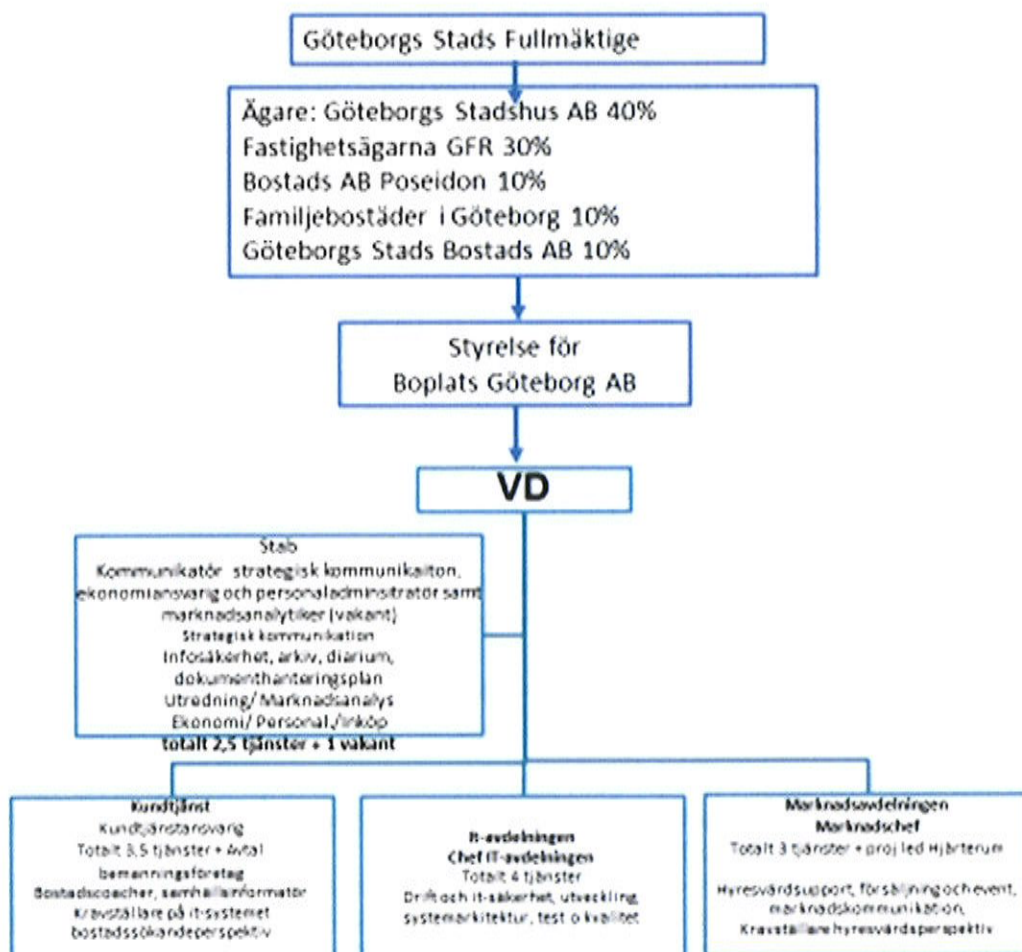 Göteborgs Stads Fullmäktige
Ägare: Göteborgs Stadshus AB 40%
Fastighetsägarna GFR 30%
Bostads AB Poseidon 10%
Familjebostäder i Göteborg 10%
Göteborgs Stads Bostads AB 10%
Styrelse för
Boplats Göteborg AB
VD
Stab
Kommunikatör strategisk kommunikaiton,
ekonomiansvarig och personaladminsitratör samt
marknadsanalytiker (vakant)
Strategisk kommunikation
Infosäkerhet, arkiv, diarium,
dokumenthanteringsplan
Utredning/ Marknadsanalys
Ekonomi/ Personal./Inköp
totalt 2,5 tjänster + 1 vakant
Kundtjänst
Kundtjänstansvarig
Totalt 3,5 tjänster + Avtal
bemanningsföretag
Bostadscoacher, samhällsinformatör
Kravställare på it-systemet
bostadssökandeperspektiv
It-avdelningen
Chef IT-avdelningen
Totalt 4 tjänster
Drift och it-säkerhet, utveckling,
systemarkitektur, test o kvalitet
Marknadsavdelningen
Marknadschef
Totalt 3 tjänster + proj led Hjärterum
Hyresvärdsupport, försäljning och event,
marknadskommunikation,
Kravställare hyresvärdsperspektiv